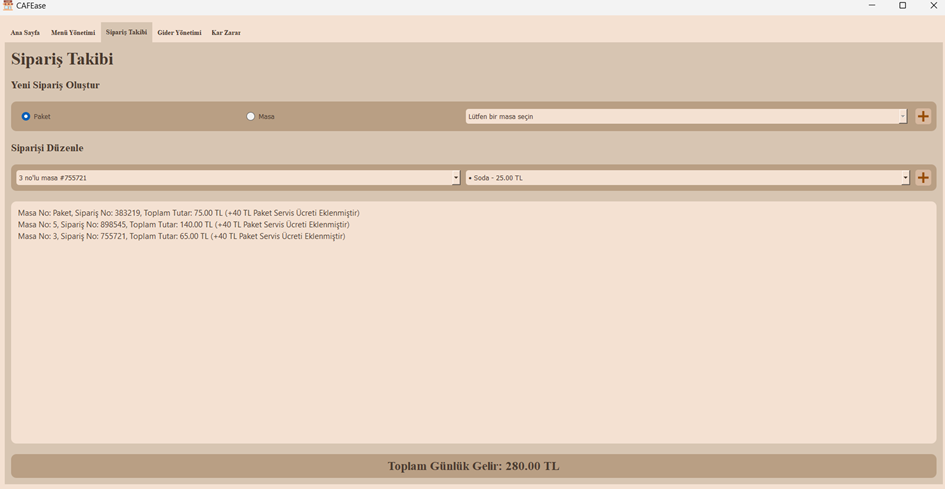 CAFEase
Ana Sayfa Menü Yönetimi Sipariş Takibi Gider Yönetimi Kar Zarar
Sipariş Takibi
Yeni Sipariş Oluştur
Paket Masa Lütfen bir masa seçin
Siparişi Düzenle
3 no'lu masa #755721 • Soda - 25.00 TL
Masa No: Paket, Sipariş No: 383219, Toplam Tutar: 75.00 TL (+40 TL Paket Servis Ücreti Eklenmiştir)
Masa No: 5, Sipariş No: 898545, Toplam Tutar: 140.00 TL (+40 TL Paket Servis Ücreti Eklenmiştir)
Masa No: 3, Sipariş No: 755721, Toplam Tutar: 65.00 TL (+40 TL Paket Servis Ücreti Eklenmiştir)
Toplam Günlük Gelir: 280.00 TL